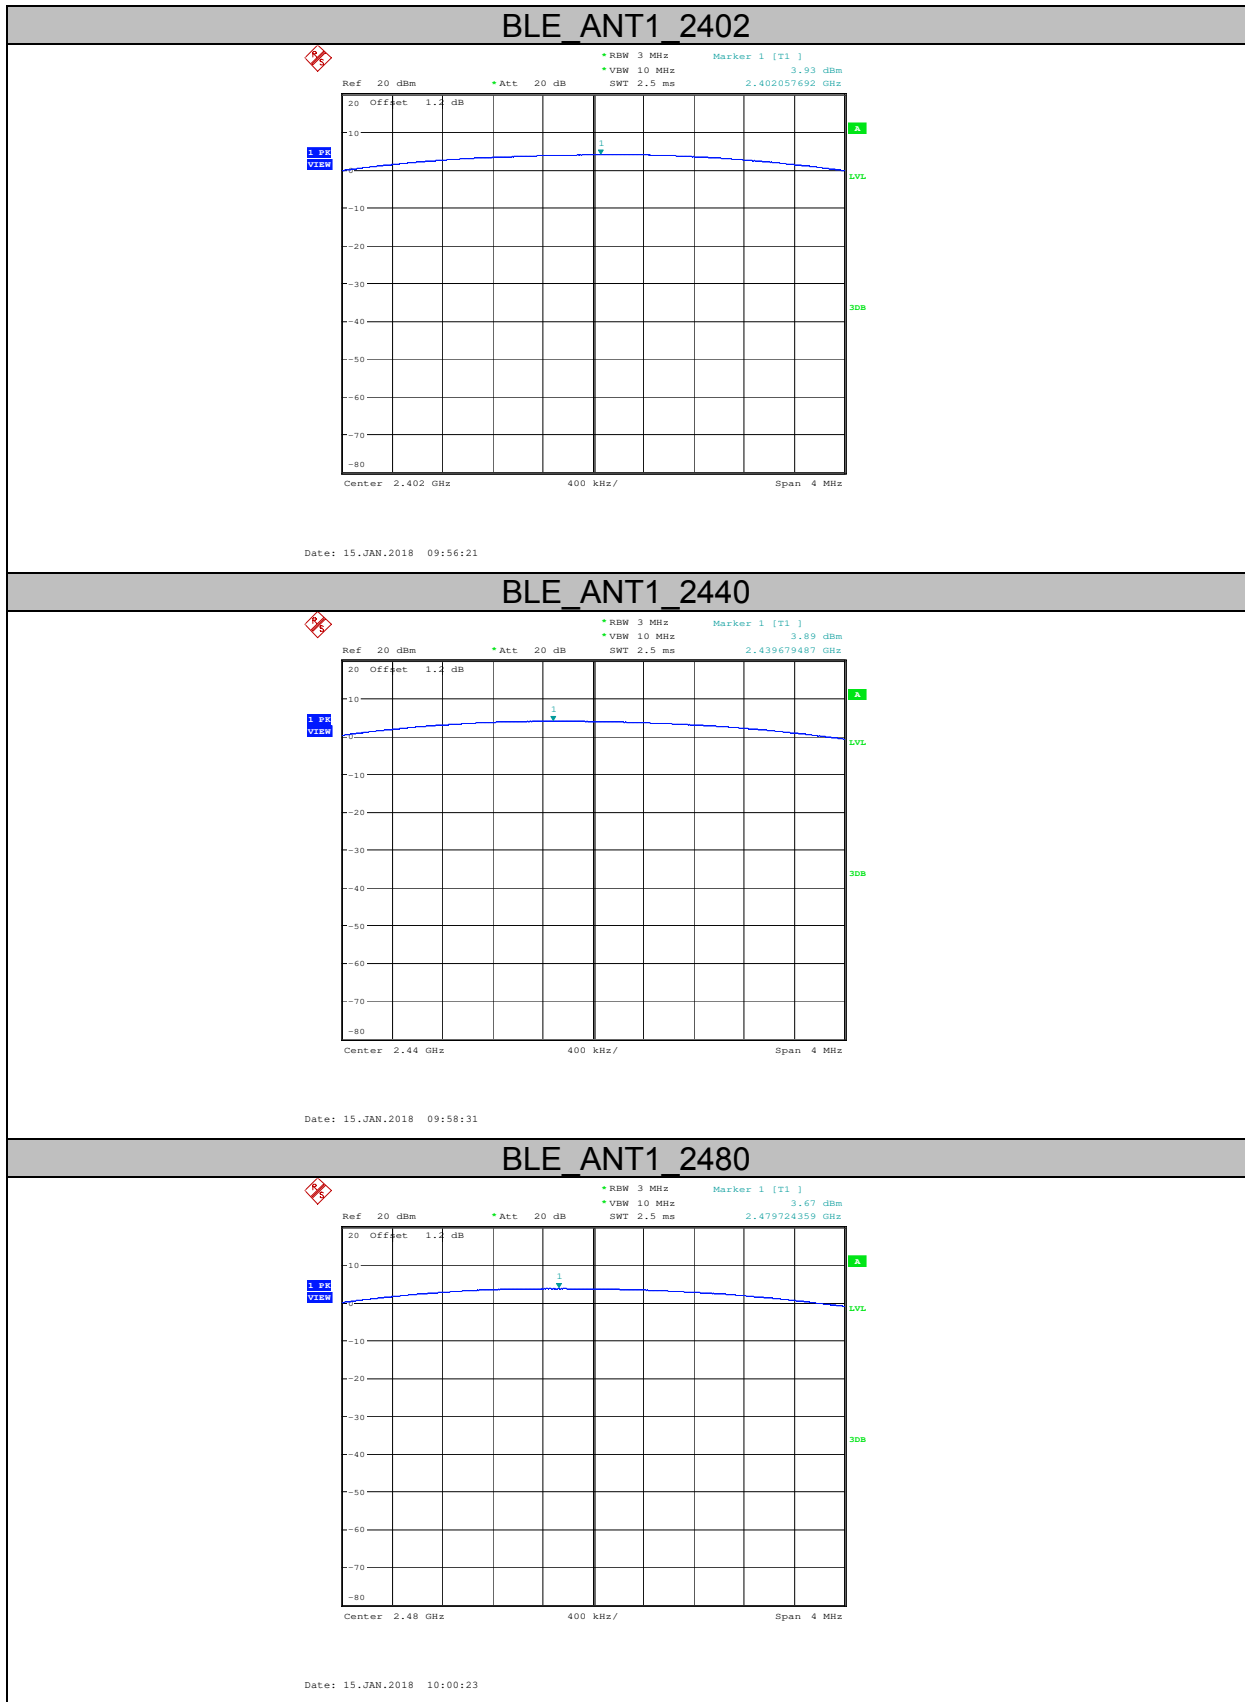 BLE_ANT1_2402
R S
* RBW 3 MHz Marker 1 [T1 ]
* VBW 10 MHz 3.93 dBm
Ref 20 dBm * Att 20 dB SWT 2.5 ms 2.402057692 GHz
20 Offset 1.2 dB
A
10
1
1 PK
VIEW
0
LVL
-10
-20
-30
3DB
-40
-50
-60
-70
-80
Center 2.402 GHz 400 kHz/ Span 4 MHz
Date: 15.JAN.2018 09:56:21
BLE_ANT1_2440
R S
* RBW 3 MHz Marker 1 [T1 ]
* VBW 10 MHz 3.89 dBm
Ref 20 dBm * Att 20 dB SWT 2.5 ms 2.439679487 GHz
20 Offset 1.2 dB
A
10
1
1 PK
VIEW
0
LVL
-10
-20
-30
3DB
-40
-50
-60
-70
-80
Center 2.44 GHz 400 kHz/ Span 4 MHz
Date: 15.JAN.2018 09:58:31
BLE_ANT1_2480
R S
* RBW 3 MHz Marker 1 [T1 ]
* VBW 10 MHz 3.67 dBm
Ref 20 dBm * Att 20 dB SWT 2.5 ms 2.479724359 GHz
20 Offset 1.2 dB
A
10
1
1 PK
VIEW
0
LVL
-10
-20
-30
3DB
-40
-50
-60
-70
-80
Center 2.48 GHz 400 kHz/ Span 4 MHz
Date: 15.JAN.2018 10:00:23